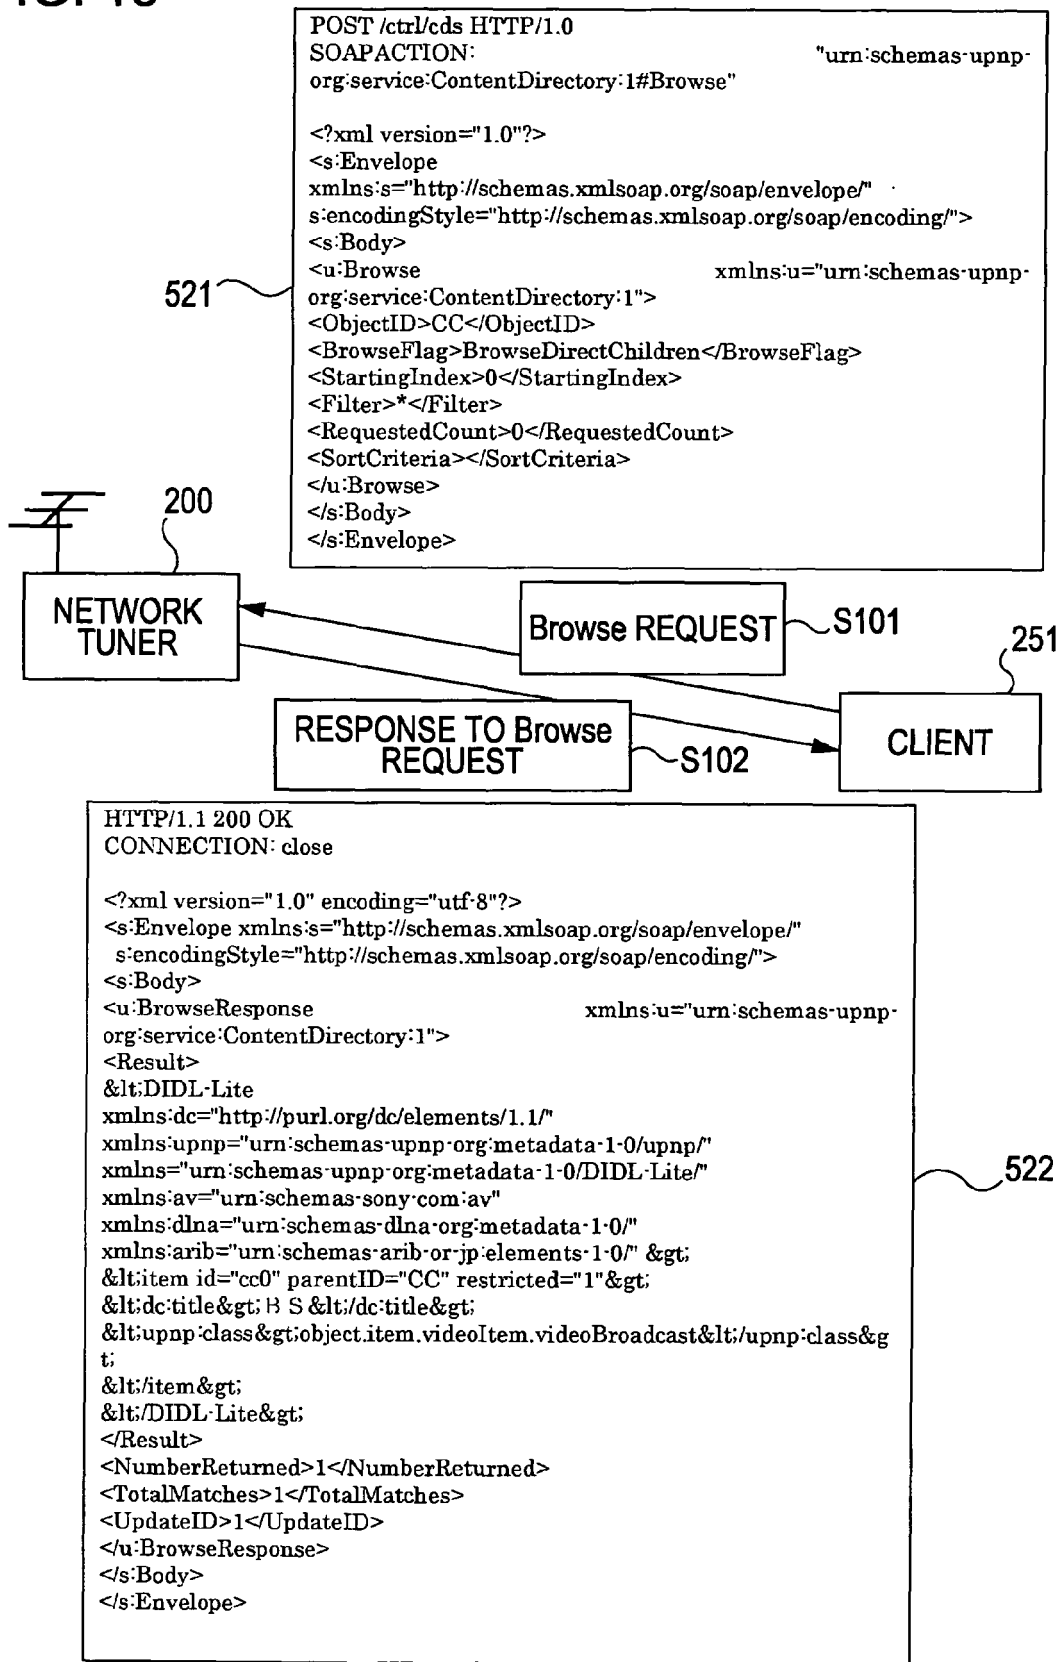 POST /ctrl/cds HTTP/1.0
SOAPACTION: "urn:schemas-upnp-
org:service:ContentDirectory:1#Browse"
<?xml version="1.0"?>
<s:Envelope
xmlns:s="http://schemas.xmlsoap.org/soap/envelope/"
s:encodingStyle="http://schemas.xmlsoap.org/soap/encoding/">
<s:Body>
<u:Browse xmlns:u="urn:schemas-upnp-
org:service:ContentDirectory:1">
<ObjectID>CC</ObjectID>
<BrowseFlag>BrowseDirectChildren</BrowseFlag>
<StartingIndex>0</StartingIndex>
<Filter>*</Filter>
<RequestedCount>0</RequestedCount>
<SortCriteria></SortCriteria>
</u:Browse>
</s:Body>
</s:Envelope>
521
200
NETWORK
TUNER
Browse REQUEST
S101
251
CLIENT
RESPONSE TO Browse
REQUEST
S102
HTTP/1.1 200 OK
CONNECTION: close
<?xml version="1.0" encoding="utf-8"?>
<s:Envelope xmlns:s="http://schemas.xmlsoap.org/soap/envelope/"
s:encodingStyle="http://schemas.xmlsoap.org/soap/encoding/">
<s:Body>
<u:BrowseResponse xmlns:u="urn:schemas-upnp-
org:service:ContentDirectory:1">
<Result>
&lt;DIDL-Lite
xmlns:dc="http://purl.org/dc/elements/1.1/"
xmlns:upnp="urn:schemas-upnp-org:metadata-1-0/upnp/"
xmlns="urn:schemas-upnp-org:metadata-1-0/DIDL-Lite/"
xmlns:av="urn:schemas-sony-com:av"
xmlns:dlna="urn:schemas-dlna-org:metadata-1-0/"
xmlns:arib="urn:schemas-arib-or-jp:elements-1-0/" &gt;
&lt;item id="cc0" parentID="CC" restricted="1"&gt;
&lt;dc:title&gt; B S &lt;/dc:title&gt;
&lt;upnp:class&gt;object.item.videoItem.videoBroadcast&lt;/upnp:class&g
t;
&lt;/item&gt;
&lt;/DIDL-Lite&gt;
</Result>
<NumberReturned>1</NumberReturned>
<TotalMatches>1</TotalMatches>
<UpdateID>1</UpdateID>
</u:BrowseResponse>
</s:Body>
</s:Envelope>
522